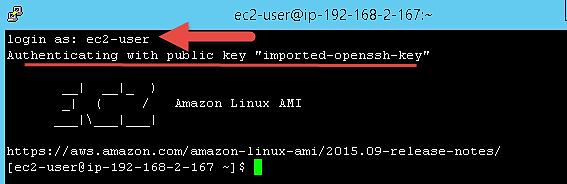 ec2-user@ip-192-168-2-167:~
login as: ec2-user
Authenticating with public key "imported-openssh-key"
__|  __|_  )
_|  (     /   Amazon Linux AMI
___|\___|___|
https://aws.amazon.com/amazon-linux-ami/2015.09-release-notes/
[ec2-user@ip-192-168-2-167 ~]$